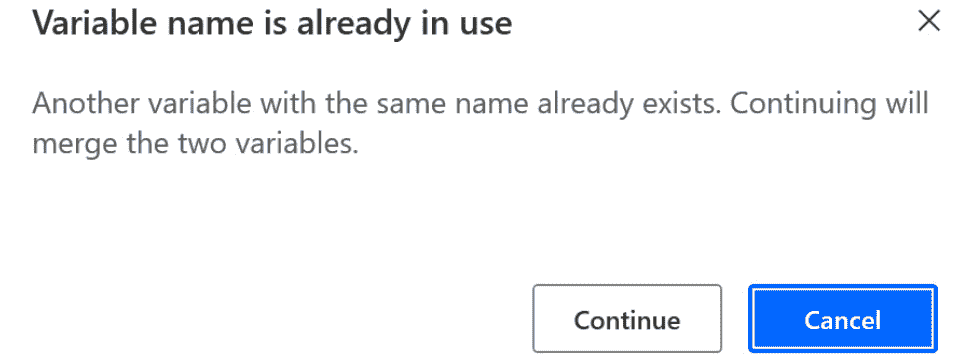 Variable name is already in use
Another variable with the same name already exists. Continuing will
merge the two variables.
Continue
Cancel